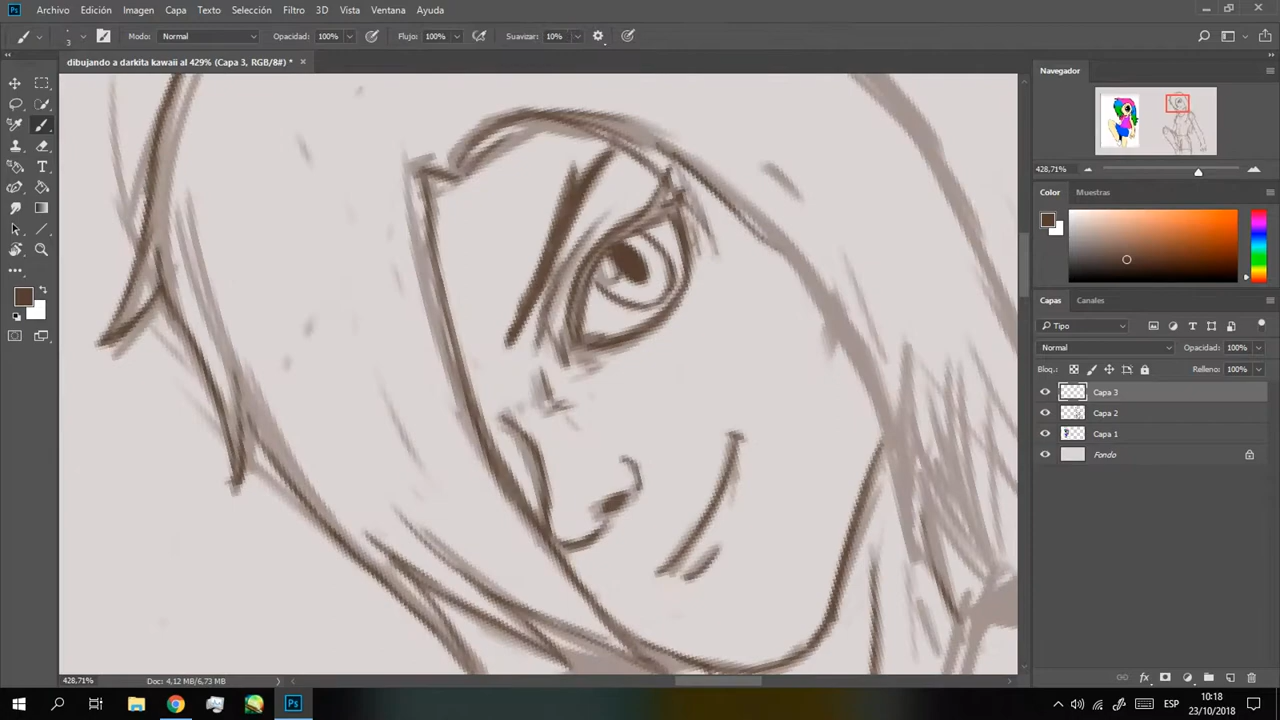 Ps Archivo Edición Imagen Capa Texto Selección Filtro 3D Vista Ventana Ayuda
3 Modo: Normal Opacidad: 100% Flujo: 100% Suavizar: 10%
dibujando a darkita kawaii al 429% (Capa 3, RGB/8#) *
Navegador
428,71%
Color Muestras
Capas Canales
Tipo
Normal Opacidad: 100%
Bloq.: Relleno: 100%
Capa 3
Capa 2
Capa 1
Fondo
428,71% Doc: 4,12 MB/6,73 MB
Ps ESP 10:18
23/10/2018